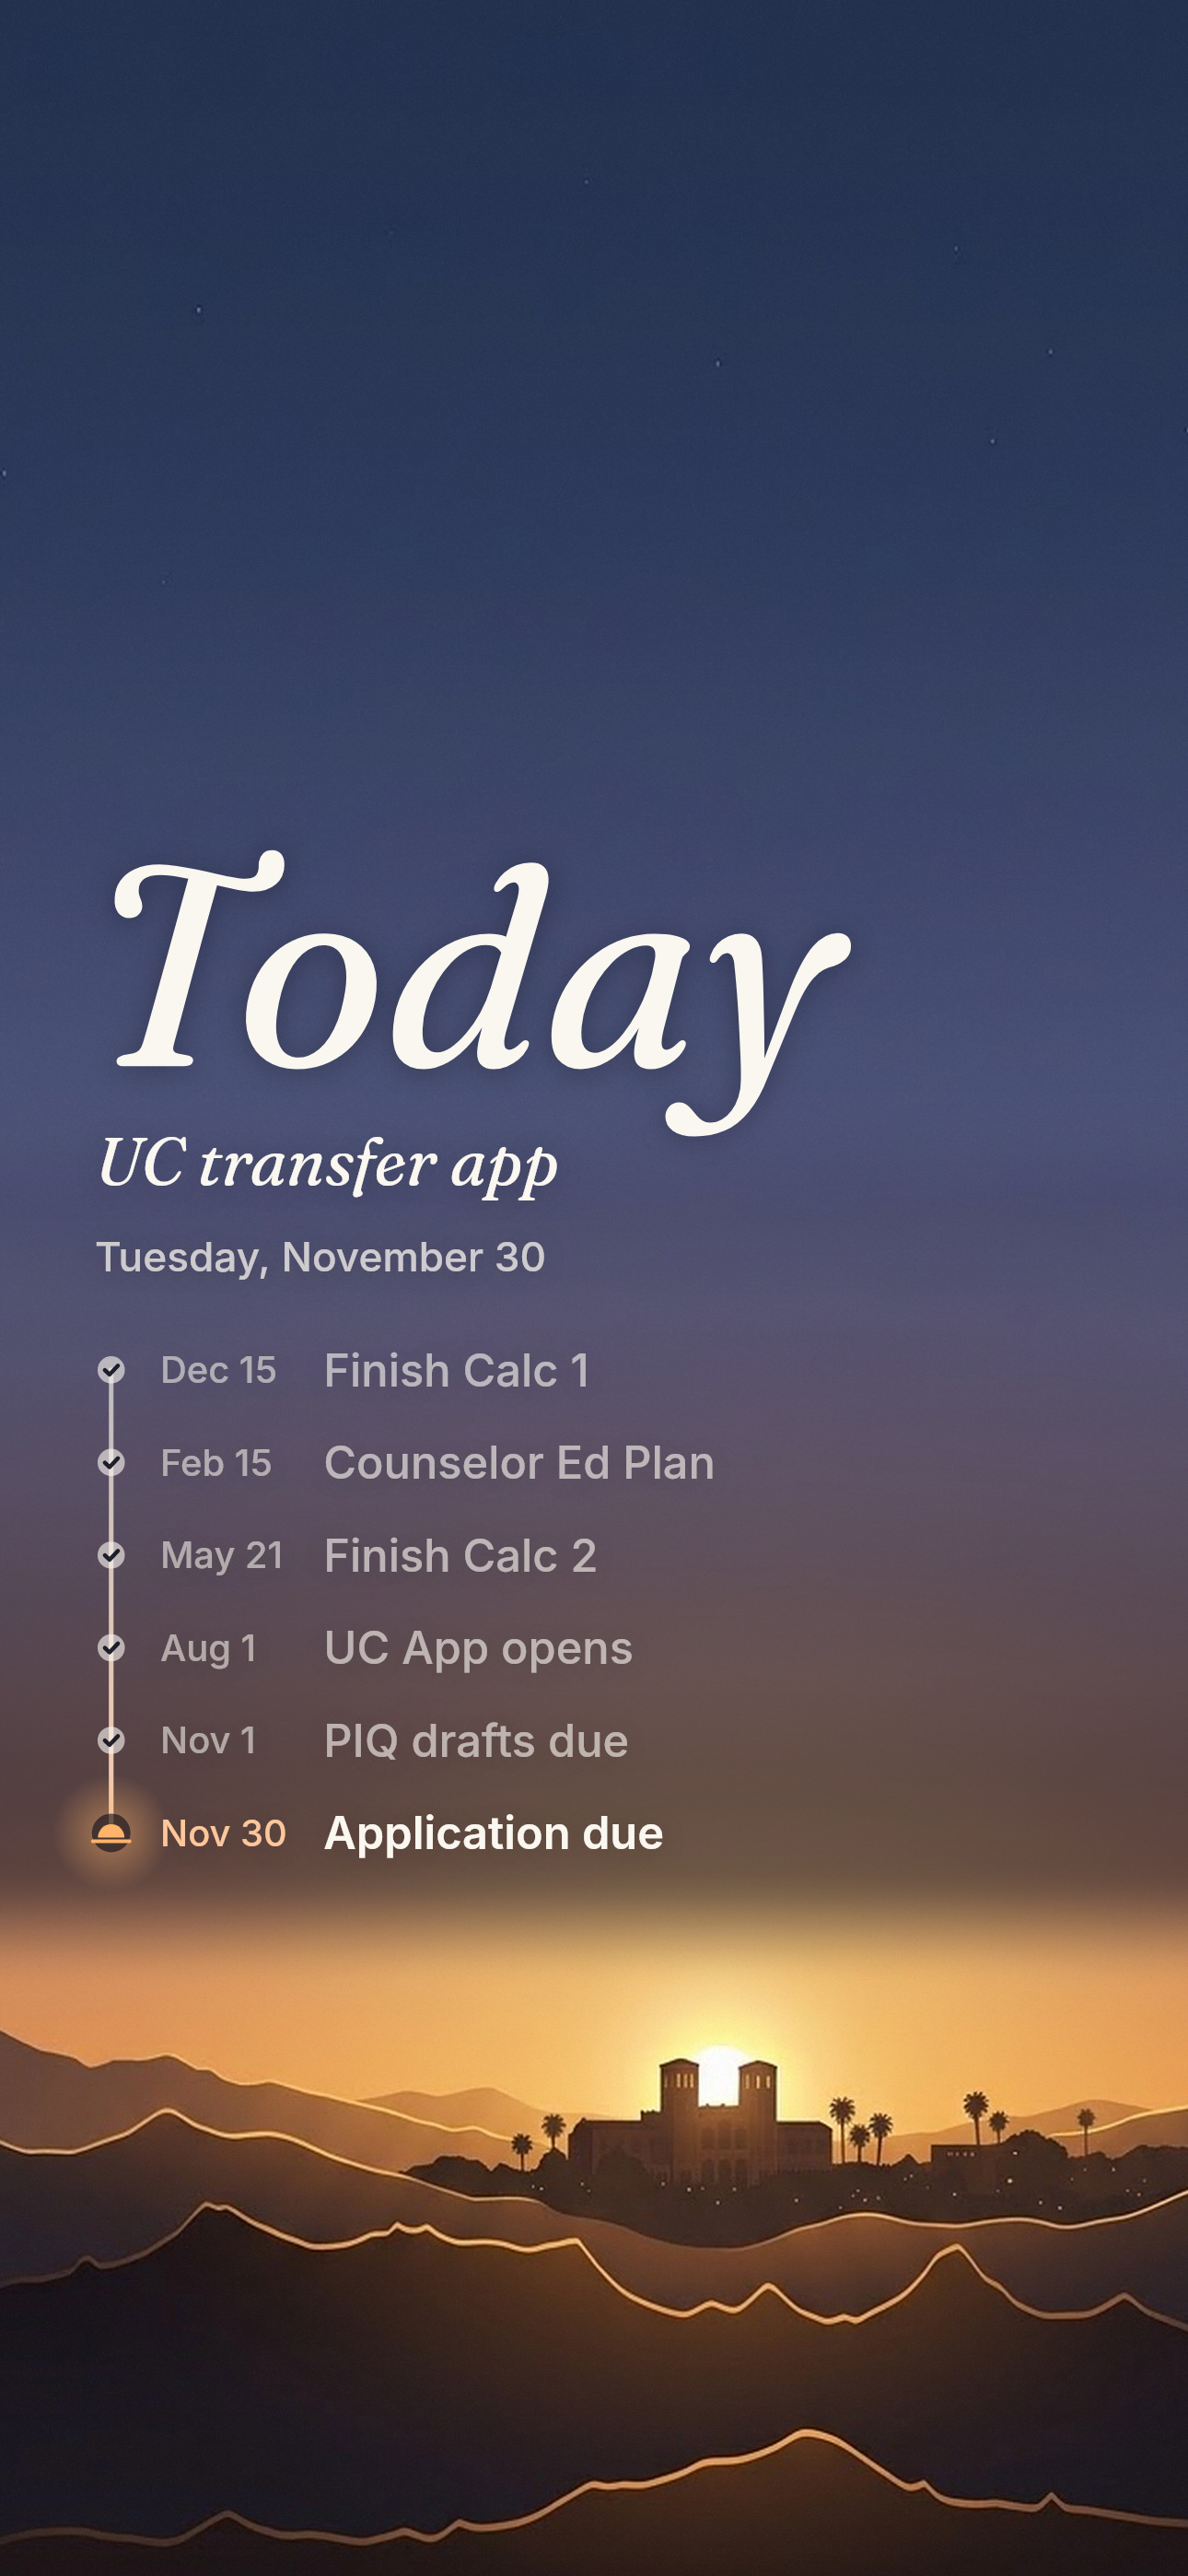 Today
UC transfer app
Tuesday, November 30
Dec 15 Finish Calc 1
Feb 15 Counselor Ed Plan
May 21 Finish Calc 2
Aug 1 UC App opens
Nov 1 PIQ drafts due
Nov 30 Application due